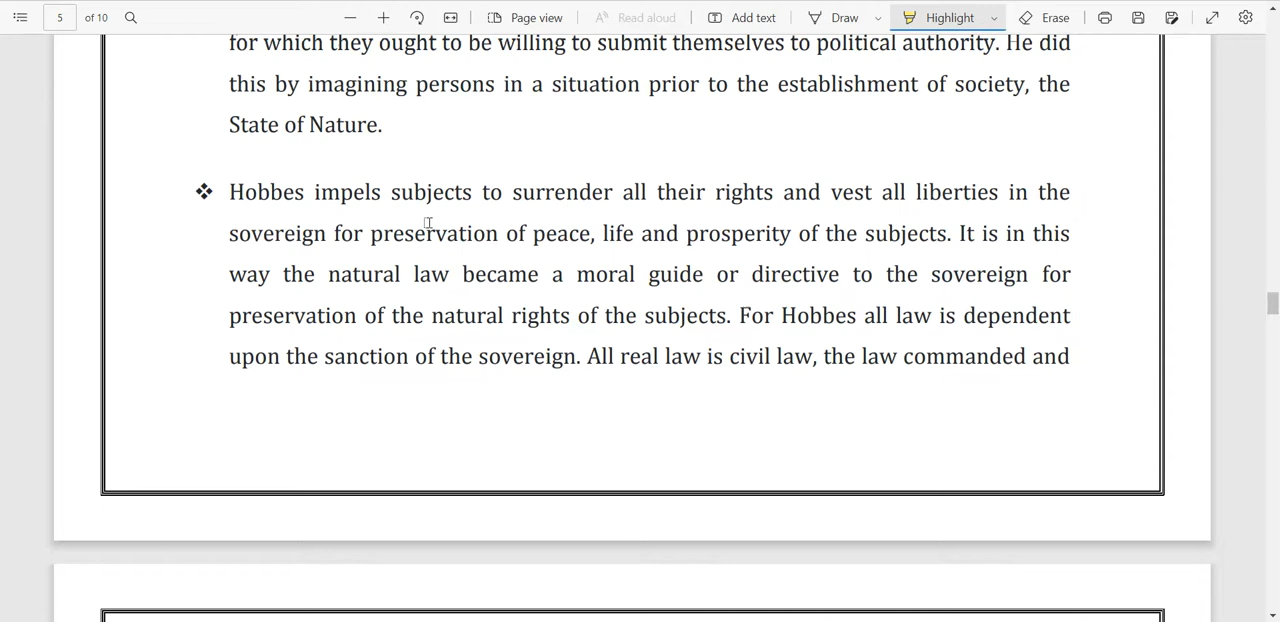 5 of 10 Page view Read aloud Add text Draw Highlight Erase
for which they ought to be willing to submit themselves to political authority. He did
this by imagining persons in a situation prior to the establishment of society, the
State of Nature.
❖ Hobbes impels subjects to surrender all their rights and vest all liberties in the
sovereign for preservation of peace, life and prosperity of the subjects. It is in this
way the natural law became a moral guide or directive to the sovereign for
preservation of the natural rights of the subjects. For Hobbes all law is dependent
upon the sanction of the sovereign. All real law is civil law, the law commanded and